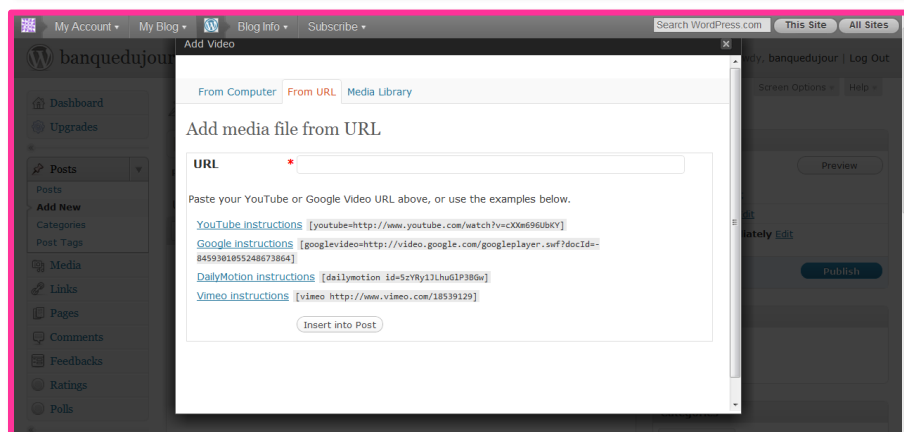 My Account My Blog Blog Info Subscribe Search WordPress.com This Site All Sites
Add Video
banquedujour
Howdy, banquedujour | Log Out
Screen Options Help
Dashboard
Upgrades
Posts
Posts
Add New
Categories
Post Tags
Media
Links
Pages
Comments
Feedbacks
Ratings
Polls
From Computer From URL Media Library
Add media file from URL
URL *
Paste your YouTube or Google Video URL above, or use the examples below.
YouTube instructions [youtube=http://www.youtube.com/watch?v=cXXm696UbKY]
Google instructions [googlevideo=http://video.google.com/googleplayer.swf?docId=-
8459301055248673864]
DailyMotion instructions [dailymotion id=5zYRy1JLhuGlP3BGw]
Vimeo instructions [vimeo http://www.vimeo.com/18539129]
Insert into Post
Preview
Edit
Edit
Publish